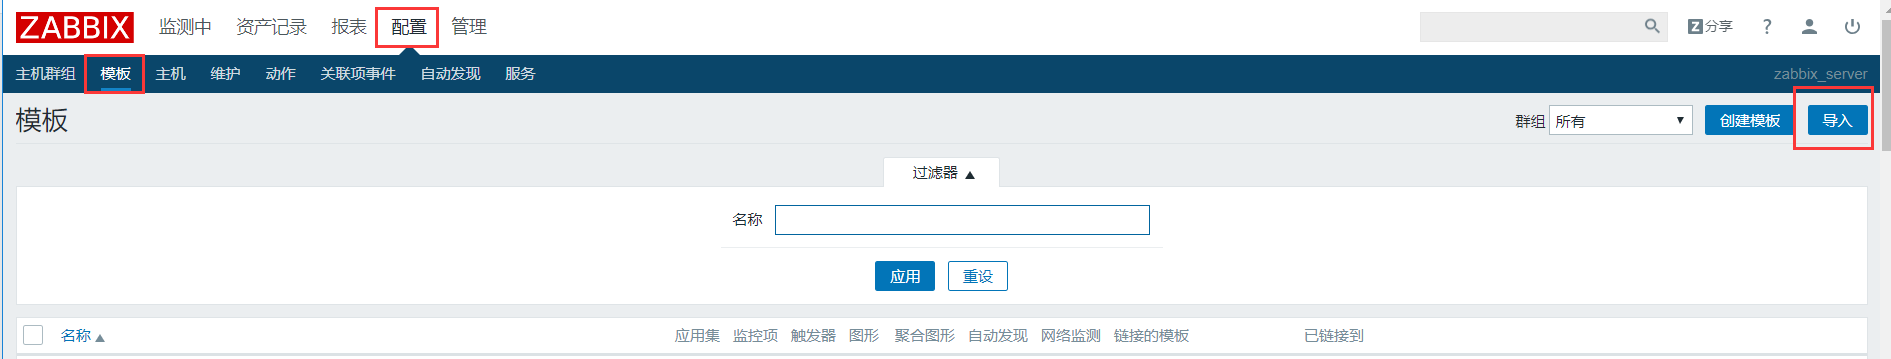 ZABBIX 监测中 资产记录 报表 配置 管理 Z分享 ?
主机群组 模板 主机 维护 动作 关联项事件 自动发现 服务 zabbix_server
模板 群组 所有 创建模板 导入
过滤器
名称
应用 重设
名称 应用集 监控项 触发器 图形 聚合图形 自动发现 网络监测 链接的模板 已链接到